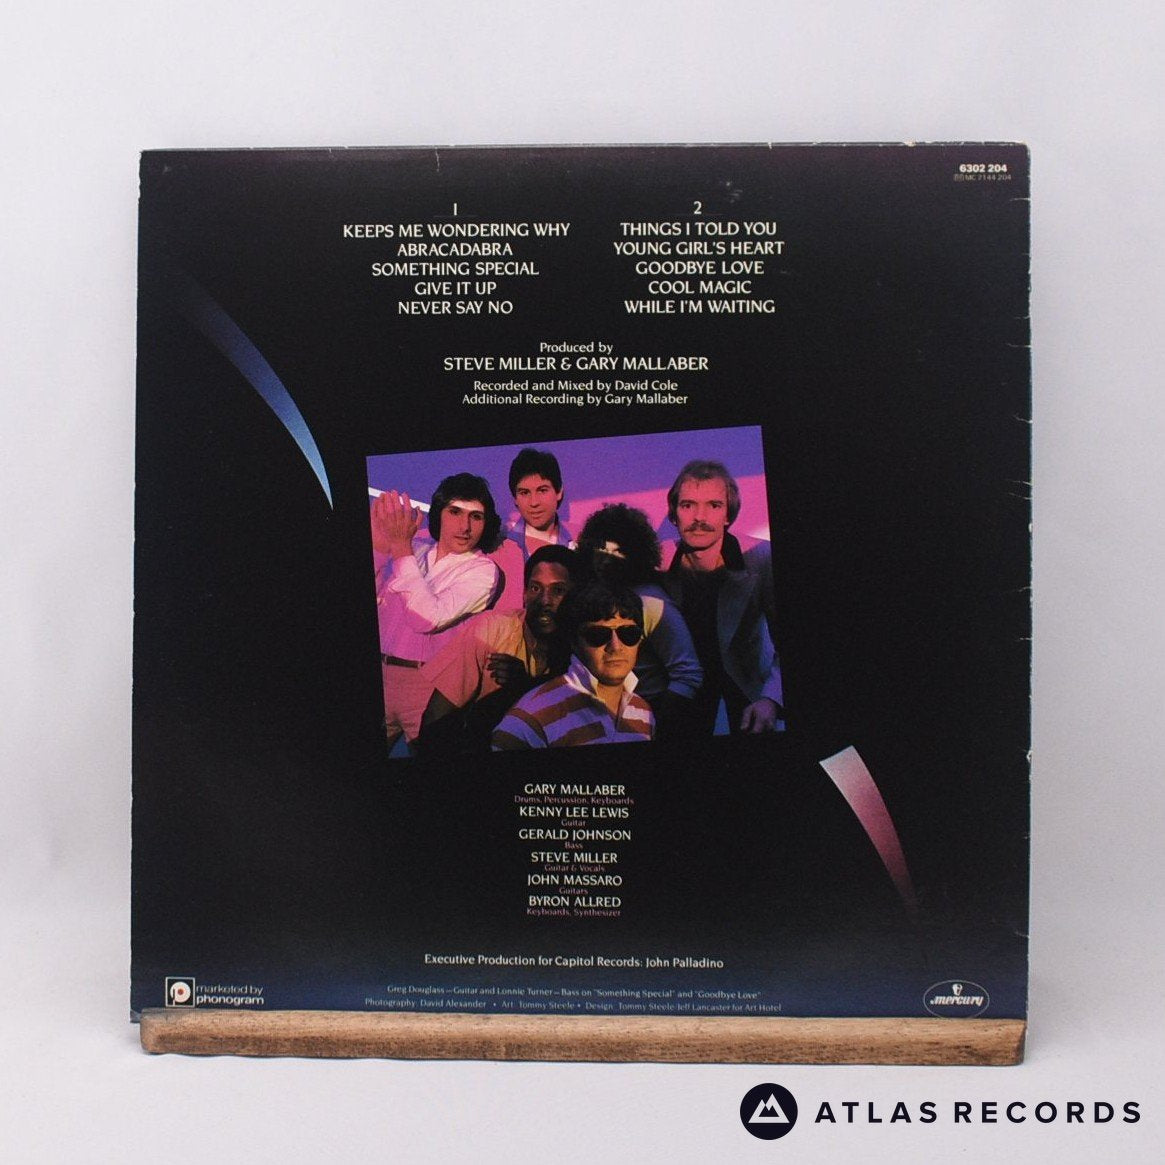 6302 204
MC 7144 204
1
KEEPS ME WONDERING WHY
ABRACADABRA
SOMETHING SPECIAL
GIVE IT UP
NEVER SAY NO
2
THINGS I TOLD YOU
YOUNG GIRL'S HEART
GOODBYE LOVE
COOL MAGIC
WHILE I'M WAITING
Produced by
STEVE MILLER & GARY MALLABER
Recorded and Mixed by David Cole
Additional Recording by Gary Mallaber
GARY MALLABER
Drums, Percussion, Keyboards
KENNY LEE LEWIS
Guitar
GERALD JOHNSON
Bass
STEVE MILLER
Guitar & Vocals
JOHN MASSARO
Guitars
BYRON ALLRED
Keyboards, Synthesizer
Executive Production for Capitol Records: John Palladino
Greg Douglass—Guitar and Lonnie Turner—Bass on "Something Special" and "Goodbye Love"
Photography: David Alexander • Art: Tommy Steele • Design: Tommy Steele/Jeff Lancaster for Art Hotel
marketed by
phonogram
mercury
ATLAS RECORDS